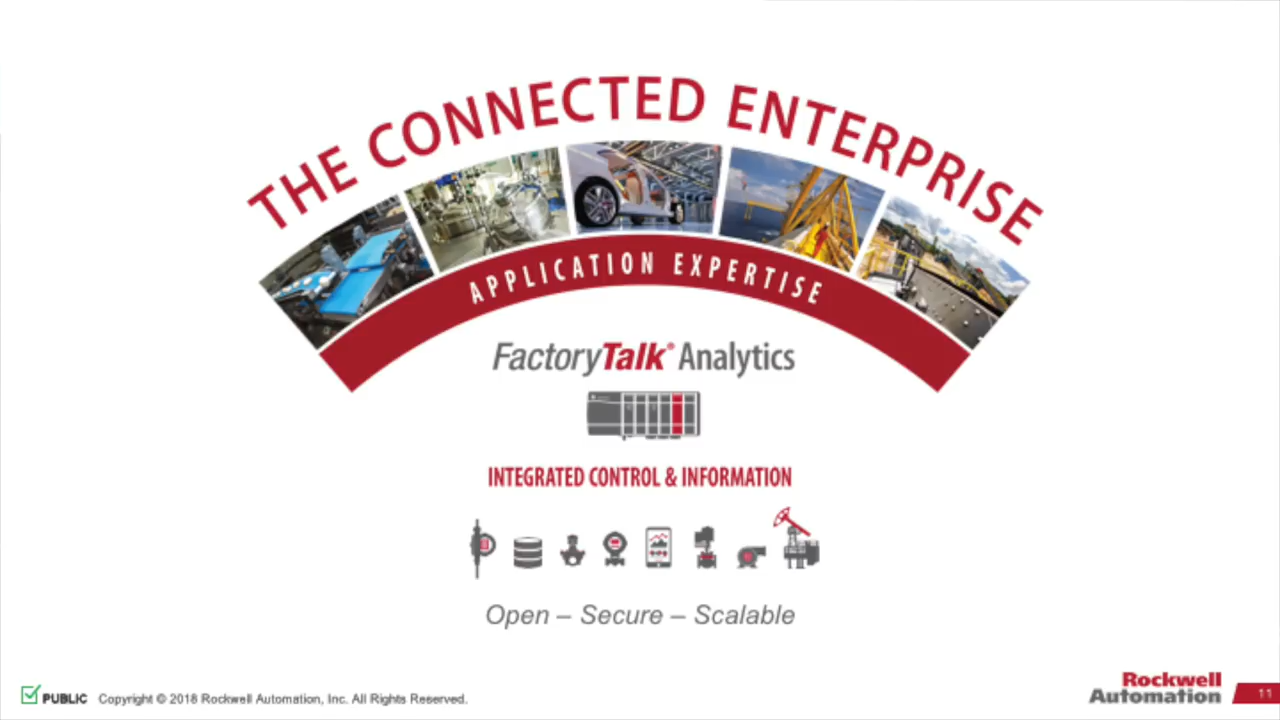 THE CONNECTED ENTERPRISE
APPLICATION EXPERTISE
FactoryTalk® Analytics
INTEGRATED CONTROL & INFORMATION
Open – Secure – Scalable
PUBLIC Copyright © 2018 Rockwell Automation, Inc. All Rights Reserved.
Rockwell
Automation
11